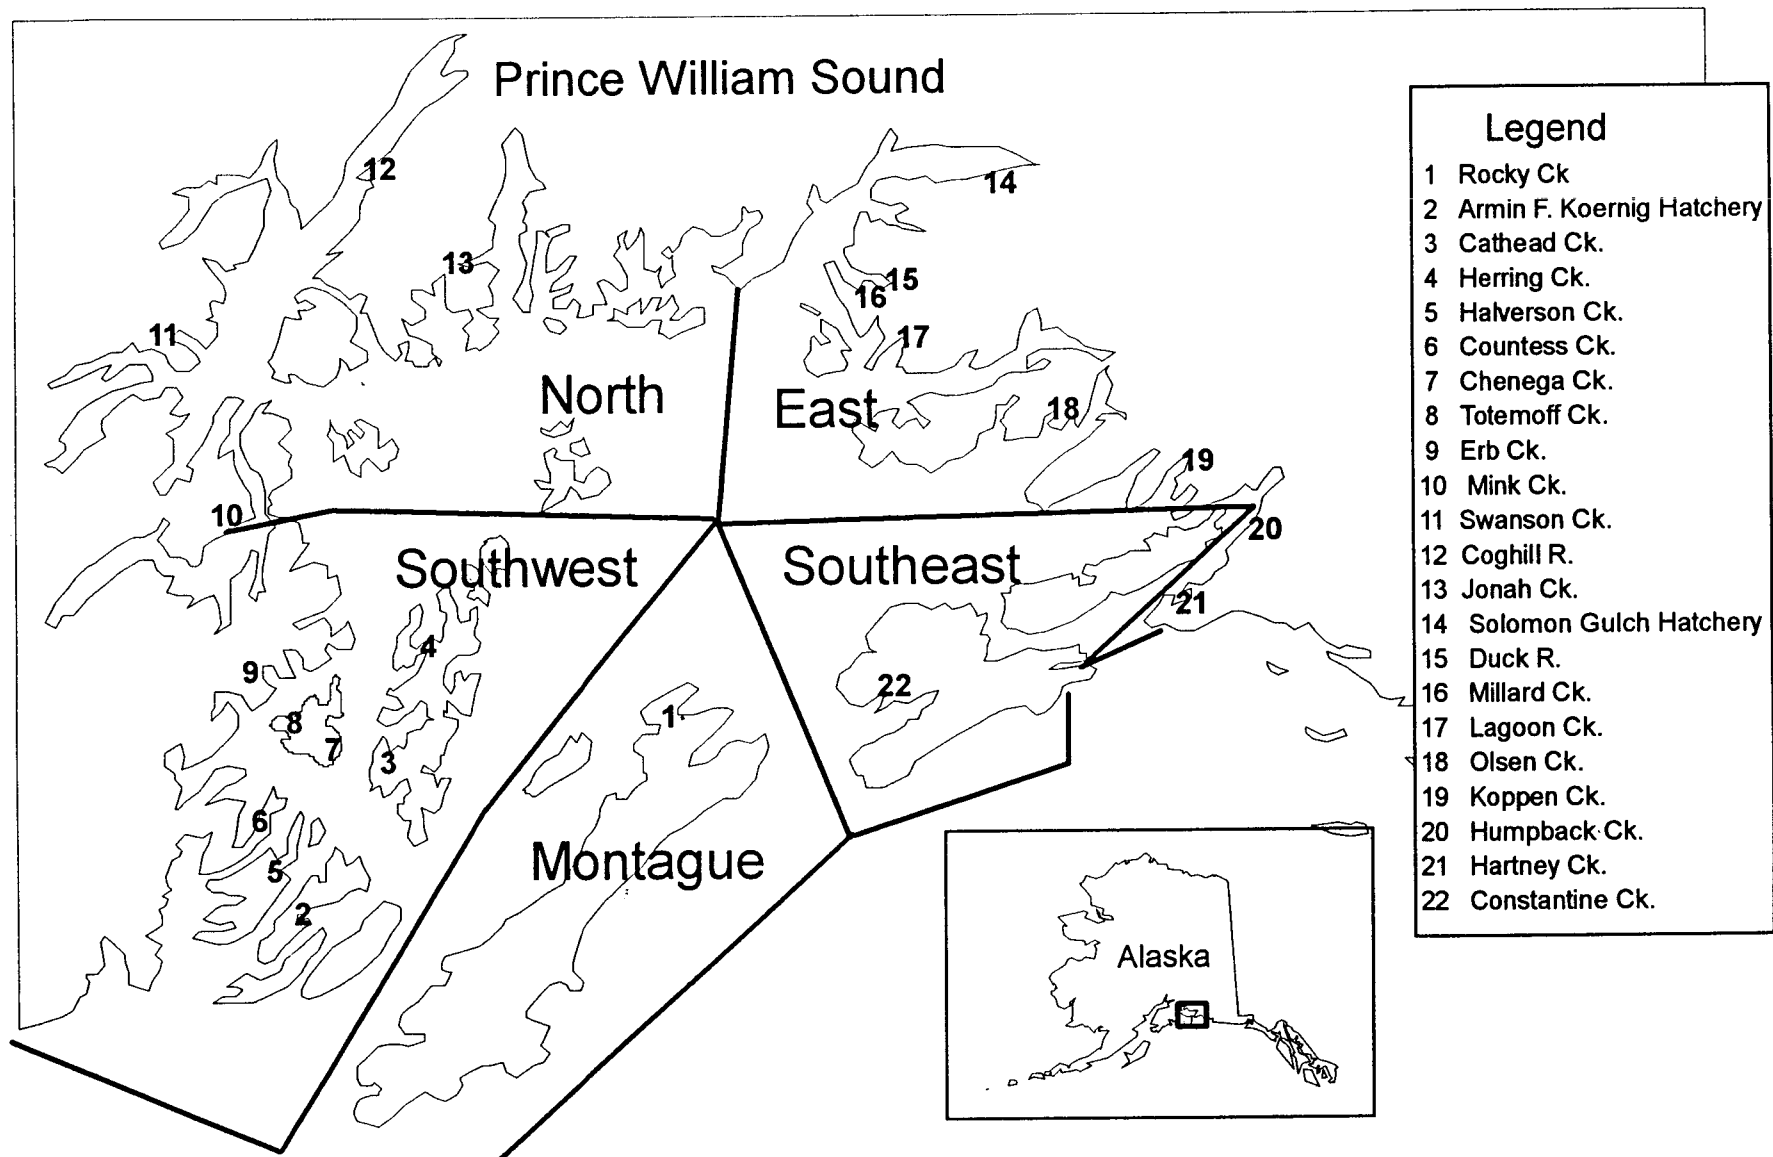 Prince William Sound
12
14
13
15
16
11
17
North
East
18
19
10
20
Southwest
Southeast
21
4
9
22
8
1
7
3
6
Montague
5
2
Legend
1 Rocky Ck
2 Armin F. Koernig Hatchery
3 Cathead Ck.
4 Herring Ck.
5 Halverson Ck.
6 Countess Ck.
7 Chenega Ck.
8 Totemoff Ck.
9 Erb Ck.
10 Mink Ck.
11 Swanson Ck.
12 Coghill R.
13 Jonah Ck.
14 Solomon Gulch Hatchery
15 Duck R.
16 Millard Ck.
17 Lagoon Ck.
18 Olsen Ck.
19 Koppen Ck.
20 Humpback Ck.
21 Hartney Ck.
22 Constantine Ck.
Alaska